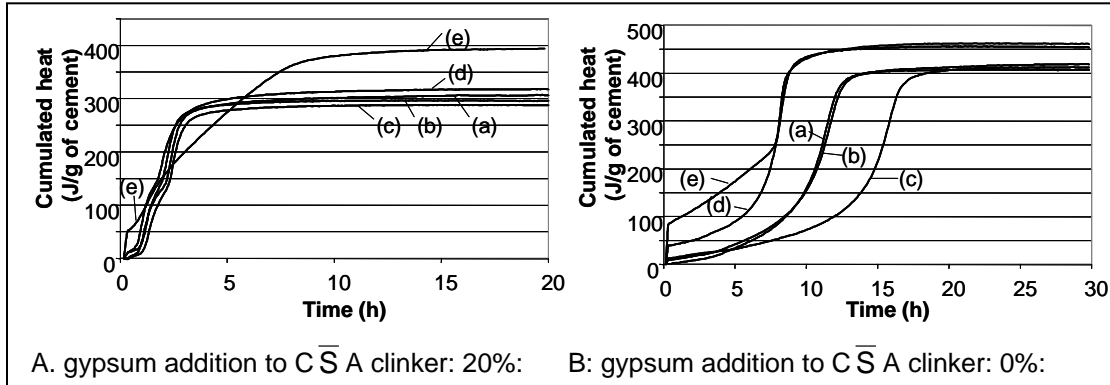 Cumulated heat
(J/g of cement)
400
300
200
100
0
(e)
(d)
(c)
(b)
(a)
(e)
0
5
10
15
20
Time (h)
Cumulated heat
(J/g of cement)
500
400
300
200
100
0
(a)
(b)
(c)
(e)
(d)
0
5
10
15
20
25
30
Time (h)
A. gypsum addition to C S̅ A clinker: 20%:
B: gypsum addition to C S̅ A clinker: 0%: